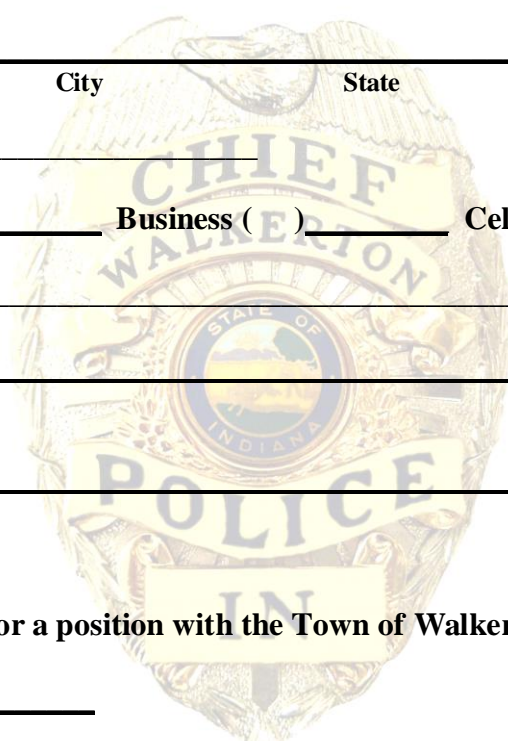 City State
CHIEF
Business ( ) Cel
WALKERTON
STATE OF
INDIANA
POLICE
IN
or a position with the Town of Walker